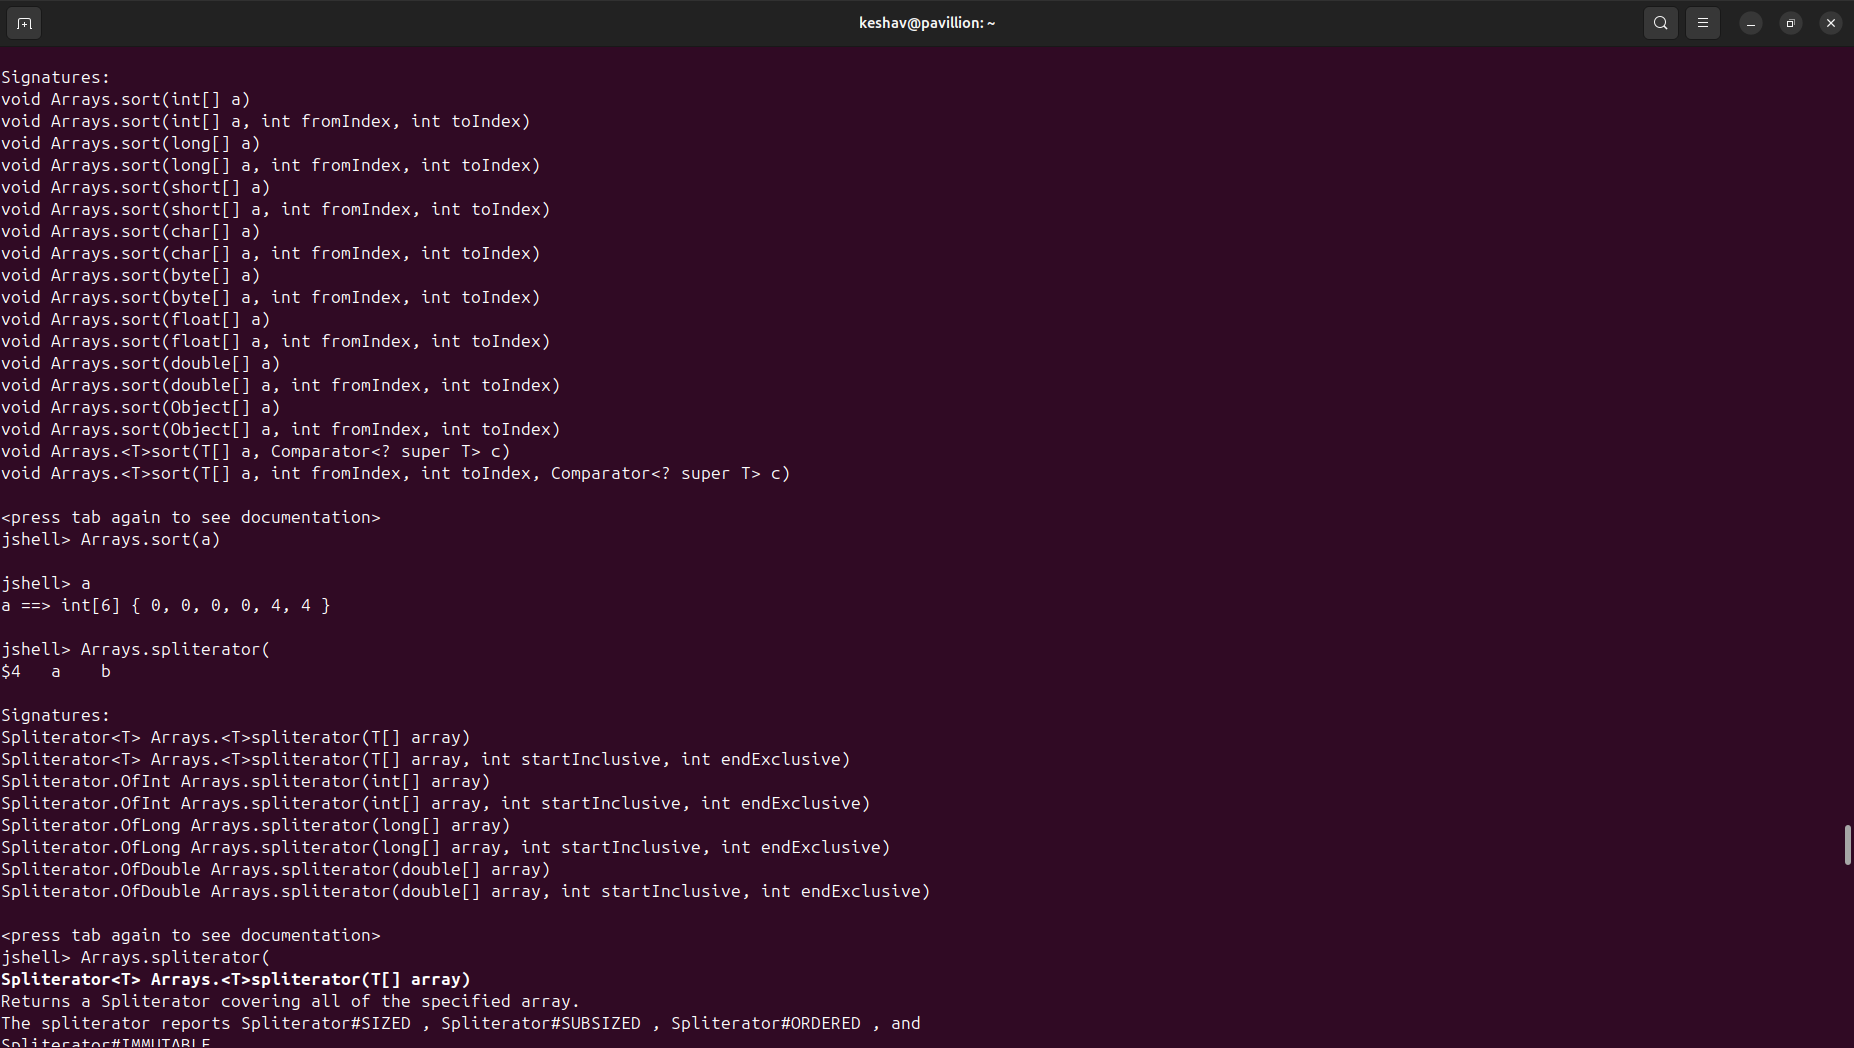 keshav@pavillion: ~
Signatures:
void Arrays.sort(int[] a)
void Arrays.sort(int[] a, int fromIndex, int toIndex)
void Arrays.sort(long[] a)
void Arrays.sort(long[] a, int fromIndex, int toIndex)
void Arrays.sort(short[] a)
void Arrays.sort(short[] a, int fromIndex, int toIndex)
void Arrays.sort(char[] a)
void Arrays.sort(char[] a, int fromIndex, int toIndex)
void Arrays.sort(byte[] a)
void Arrays.sort(byte[] a, int fromIndex, int toIndex)
void Arrays.sort(float[] a)
void Arrays.sort(float[] a, int fromIndex, int toIndex)
void Arrays.sort(double[] a)
void Arrays.sort(double[] a, int fromIndex, int toIndex)
void Arrays.sort(Object[] a)
void Arrays.sort(Object[] a, int fromIndex, int toIndex)
void Arrays.<T>sort(T[] a, Comparator<? super T> c)
void Arrays.<T>sort(T[] a, int fromIndex, int toIndex, Comparator<? super T> c)
<press tab again to see documentation>
jshell> Arrays.sort(a)
jshell> a
a ==> int[6] { 0, 0, 0, 0, 4, 4 }
jshell> Arrays.spliterator(
$4   a    b
Signatures:
Spliterator<T> Arrays.<T>spliterator(T[] array)
Spliterator<T> Arrays.<T>spliterator(T[] array, int startInclusive, int endExclusive)
Spliterator.OfInt Arrays.spliterator(int[] array)
Spliterator.OfInt Arrays.spliterator(int[] array, int startInclusive, int endExclusive)
Spliterator.OfLong Arrays.spliterator(long[] array)
Spliterator.OfLong Arrays.spliterator(long[] array, int startInclusive, int endExclusive)
Spliterator.OfDouble Arrays.spliterator(double[] array)
Spliterator.OfDouble Arrays.spliterator(double[] array, int startInclusive, int endExclusive)
<press tab again to see documentation>
jshell> Arrays.spliterator(
Spliterator<T> Arrays.<T>spliterator(T[] array)
Returns a Spliterator covering all of the specified array.
The spliterator reports Spliterator#SIZED , Spliterator#SUBSIZED , Spliterator#ORDERED , and
Spliterator#IMMUTABLE